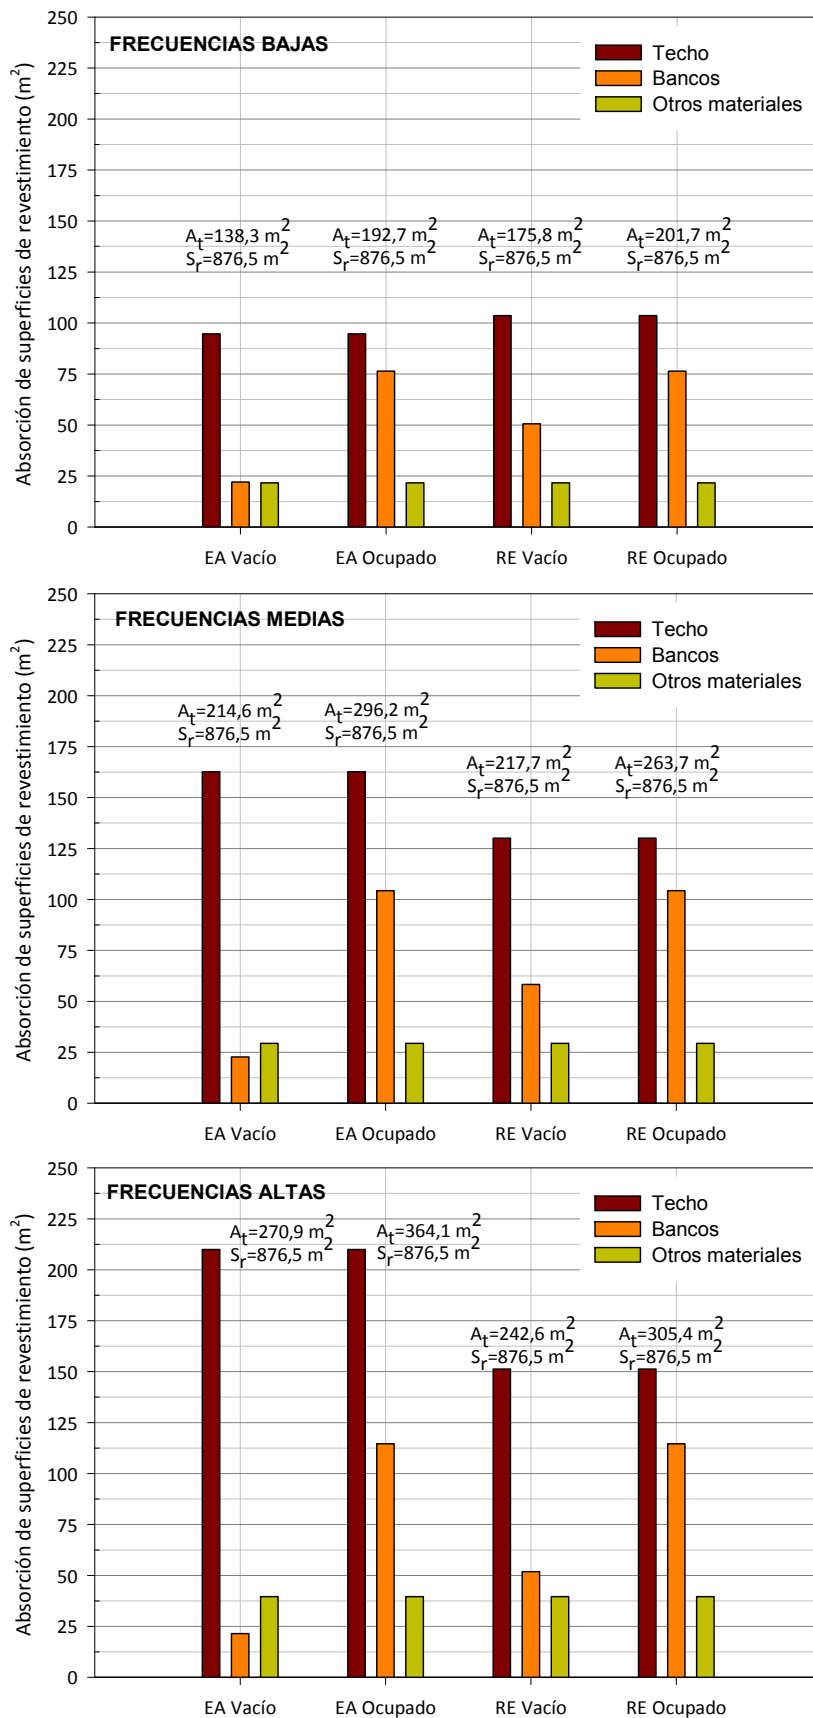 FRECUENCIAS BAJAS
Techo
Bancos
Otros materiales
Absorción de superficies de revestimiento (m²)
250
225
200
175
150
125
100
75
50
25
0
Aₜ=138,3 m²
Sᵣ=876,5 m²
Aₜ=192,7 m²
Sᵣ=876,5 m²
Aₜ=175,8 m²
Sᵣ=876,5 m²
Aₜ=201,7 m²
Sᵣ=876,5 m²
EA Vacío
EA Ocupado
RE Vacío
RE Ocupado
FRECUENCIAS MEDIAS
Techo
Bancos
Otros materiales
Absorción de superficies de revestimiento (m²)
250
225
200
175
150
125
100
75
50
25
0
Aₜ=214,6 m²
Sᵣ=876,5 m²
Aₜ=296,2 m²
Sᵣ=876,5 m²
Aₜ=217,7 m²
Sᵣ=876,5 m²
Aₜ=263,7 m²
Sᵣ=876,5 m²
EA Vacío
EA Ocupado
RE Vacío
RE Ocupado
FRECUENCIAS ALTAS
Techo
Bancos
Otros materiales
Absorción de superficies de revestimiento (m²)
250
225
200
175
150
125
100
75
50
25
0
Aₜ=270,9 m²
Sᵣ=876,5 m²
Aₜ=364,1 m²
Sᵣ=876,5 m²
Aₜ=242,6 m²
Sᵣ=876,5 m²
Aₜ=305,4 m²
Sᵣ=876,5 m²
EA Vacío
EA Ocupado
RE Vacío
RE Ocupado